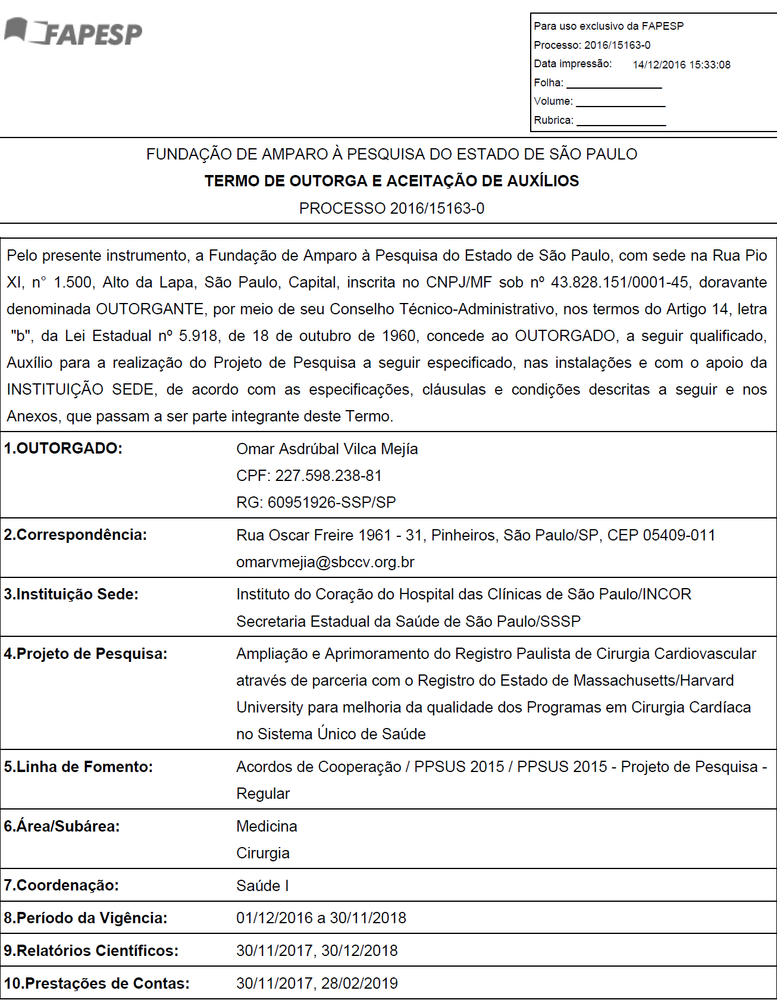 FAPESP
Para uso exclusivo da FAPESP
Processo: 2016/15163-0
Data impressão: 14/12/2016 15:33:08
Folha: ________________
Volume: _______________
Rubrica: _______________
FUNDAÇÃO DE AMPARO À PESQUISA DO ESTADO DE SÃO PAULO
TERMO DE OUTORGA E ACEITAÇÃO DE AUXÍLIOS
PROCESSO 2016/15163-0
Pelo presente instrumento, a Fundação de Amparo à Pesquisa do Estado de São Paulo, com sede na Rua Pio
XI, n° 1.500, Alto da Lapa, São Paulo, Capital, inscrita no CNPJ/MF sob nº 43.828.151/0001-45, doravante
denominada OUTORGANTE, por meio de seu Conselho Técnico-Administrativo, nos termos do Artigo 14, letra
"b", da Lei Estadual nº 5.918, de 18 de outubro de 1960, concede ao OUTORGADO, a seguir qualificado,
Auxílio para a realização do Projeto de Pesquisa a seguir especificado, nas instalações e com o apoio da
INSTITUIÇÃO SEDE, de acordo com as especificações, cláusulas e condições descritas a seguir e nos
Anexos, que passam a ser parte integrante deste Termo.
1.OUTORGADO: Omar Asdrúbal Vilca Mejía
CPF: 227.598.238-81
RG: 60951926-SSP/SP
2.Correspondência: Rua Oscar Freire 1961 - 31, Pinheiros, São Paulo/SP, CEP 05409-011
omarvmejia@sbccv.org.br
3.Instituição Sede: Instituto do Coração do Hospital das Clínicas de São Paulo/INCOR
Secretaria Estadual da Saúde de São Paulo/SSSP
4.Projeto de Pesquisa: Ampliação e Aprimoramento do Registro Paulista de Cirurgia Cardiovascular
através de parceria com o Registro do Estado de Massachusetts/Harvard
University para melhoria da qualidade dos Programas em Cirurgia Cardíaca
no Sistema Único de Saúde
5.Linha de Fomento: Acordos de Cooperação / PPSUS 2015 / PPSUS 2015 - Projeto de Pesquisa -
Regular
6.Área/Subárea: Medicina
Cirurgia
7.Coordenação: Saúde I
8.Período da Vigência: 01/12/2016 a 30/11/2018
9.Relatórios Científicos: 30/11/2017, 30/12/2018
10.Prestações de Contas: 30/11/2017, 28/02/2019